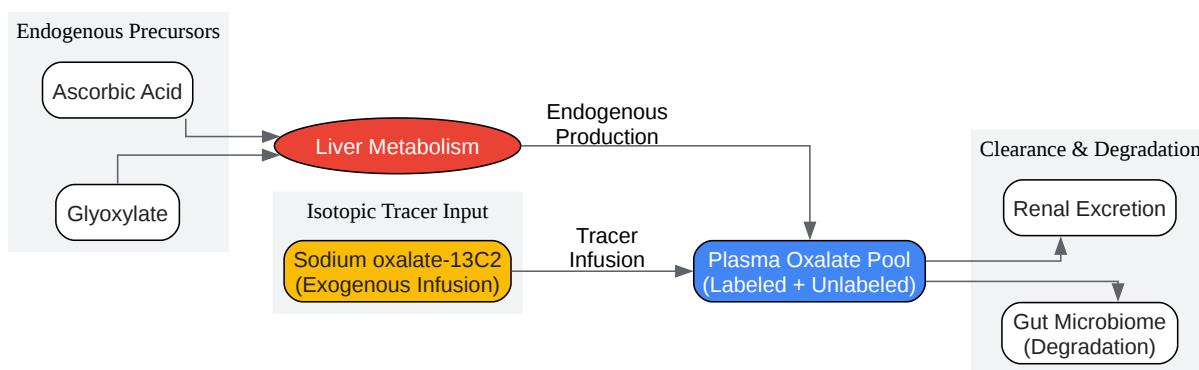 Endogenous Precursors
Ascorbic Acid
Glyoxylate
Liver Metabolism
Endogenous
Production
Isotopic Tracer Input
Sodium oxalate-13C2
(Exogenous Infusion)
Tracer
Infusion
Plasma Oxalate Pool
(Labeled + Unlabeled)
Clearance & Degradation
Renal Excretion
Gut Microbiome
(Degradation)